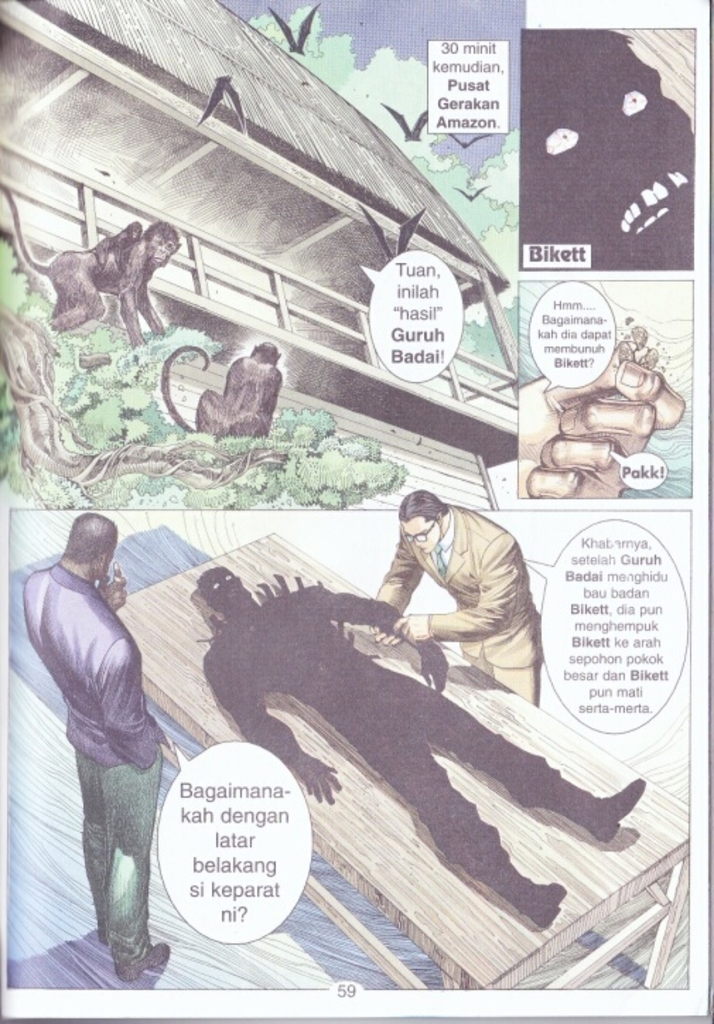 30 minit
kemudian,
Pusat
Gerakan
Amazon.
Bikett
Tuan,
inilah
"hasil"
Guruh
Badai!
Hmm....
Bagaimana-
kah dia dapat
membunuh
Bikett?
Pakk!
Khabarnya,
setelah Guruh
Badai menghidu
bau badan
Bikett, dia pun
menghempuk
Bikett ke arah
sepohon pokok
besar dan Bikett
pun mati
serta-merta.
Bagaimana-
kah dengan
latar
belakang
si keparat
ni?
59